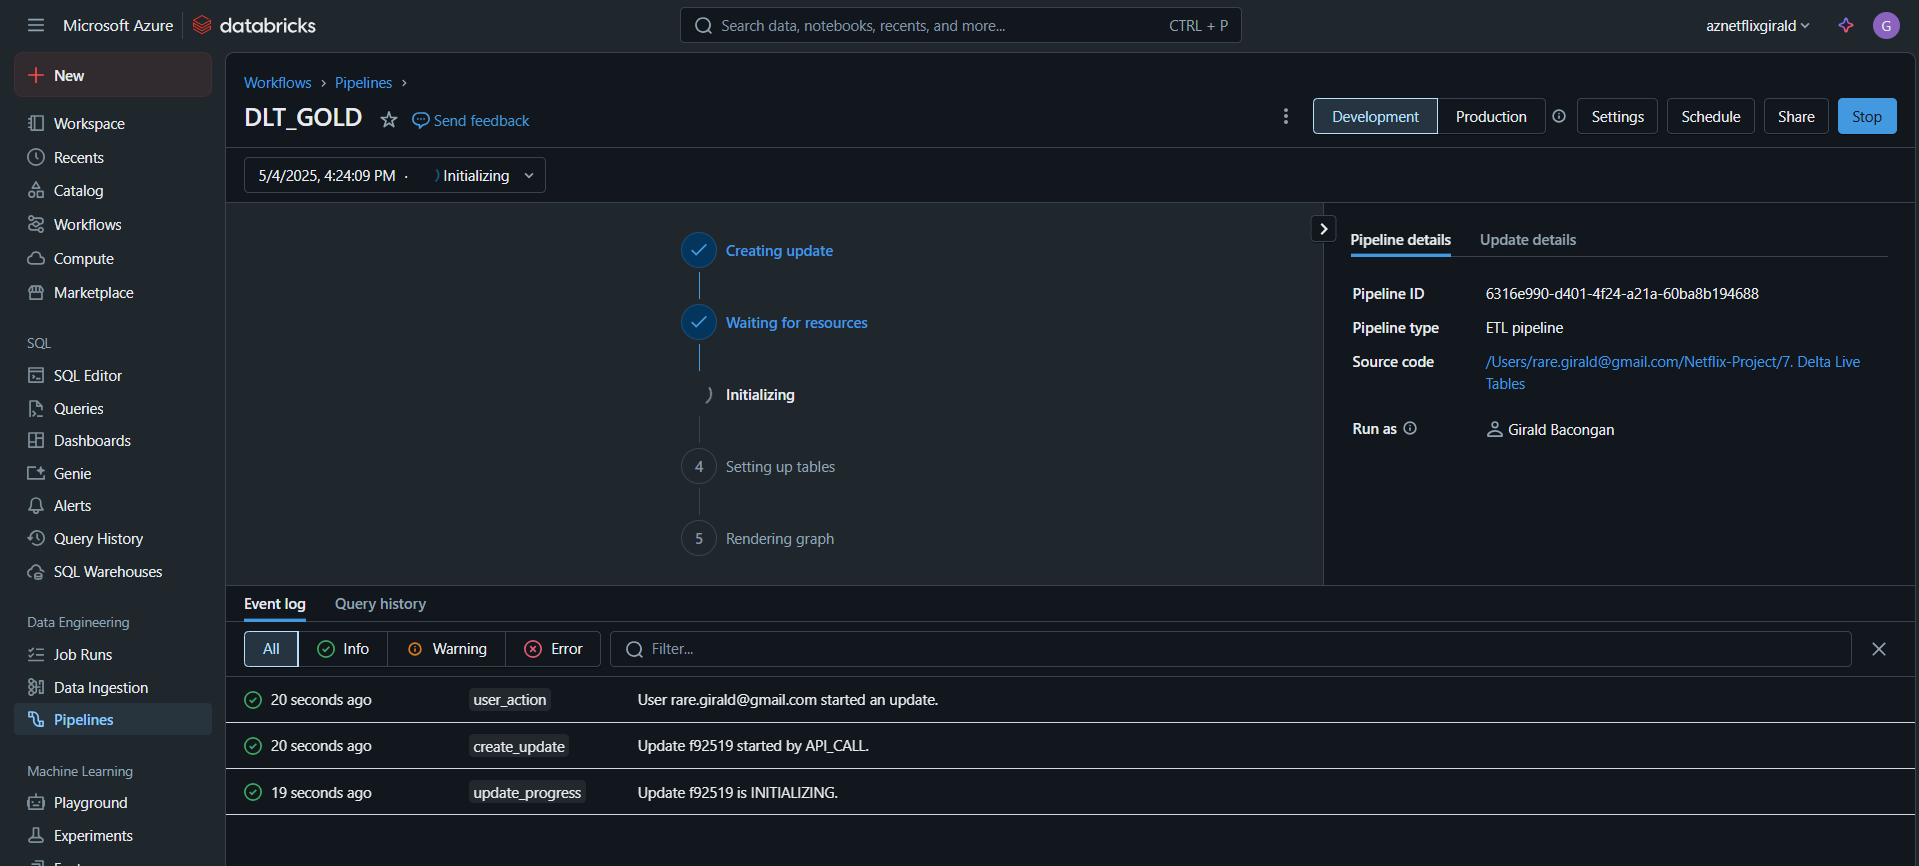 Microsoft Azure
databricks
Search data, notebooks, recents, and more...
CTRL + P
aznetflixgirald
G
New
Workspace
Recents
Catalog
Workflows
Compute
Marketplace
SQL
SQL Editor
Queries
Dashboards
Genie
Alerts
Query History
SQL Warehouses
Data Engineering
Job Runs
Data Ingestion
Pipelines
Machine Learning
Playground
Experiments
Workflows › Pipelines ›
DLT_GOLD
Send feedback
Development
Production
Settings
Schedule
Share
Stop
5/4/2025, 4:24:09 PM · Initializing
Creating update
Waiting for resources
Initializing
4 Setting up tables
5 Rendering graph
Pipeline details
Update details
Pipeline ID 6316e990-d401-4f24-a21a-60ba8b194688
Pipeline type ETL pipeline
Source code /Users/rare.girald@gmail.com/Netflix-Project/7. Delta Live
Tables
Run as Girald Bacongan
Event log
Query history
All
Info
Warning
Error
Filter...
20 seconds ago user_action User rare.girald@gmail.com started an update.
20 seconds ago create_update Update f92519 started by API_CALL.
19 seconds ago update_progress Update f92519 is INITIALIZING.